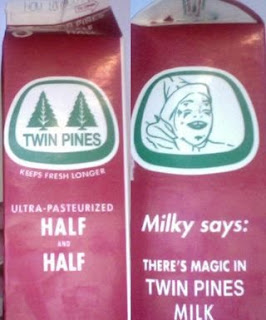 TWIN PINES
KEEPS FRESH LONGER
ULTRA-PASTEURIZED
HALF
AND
HALF
Milky says:
THERE'S MAGIC IN
TWIN PINES
MILK